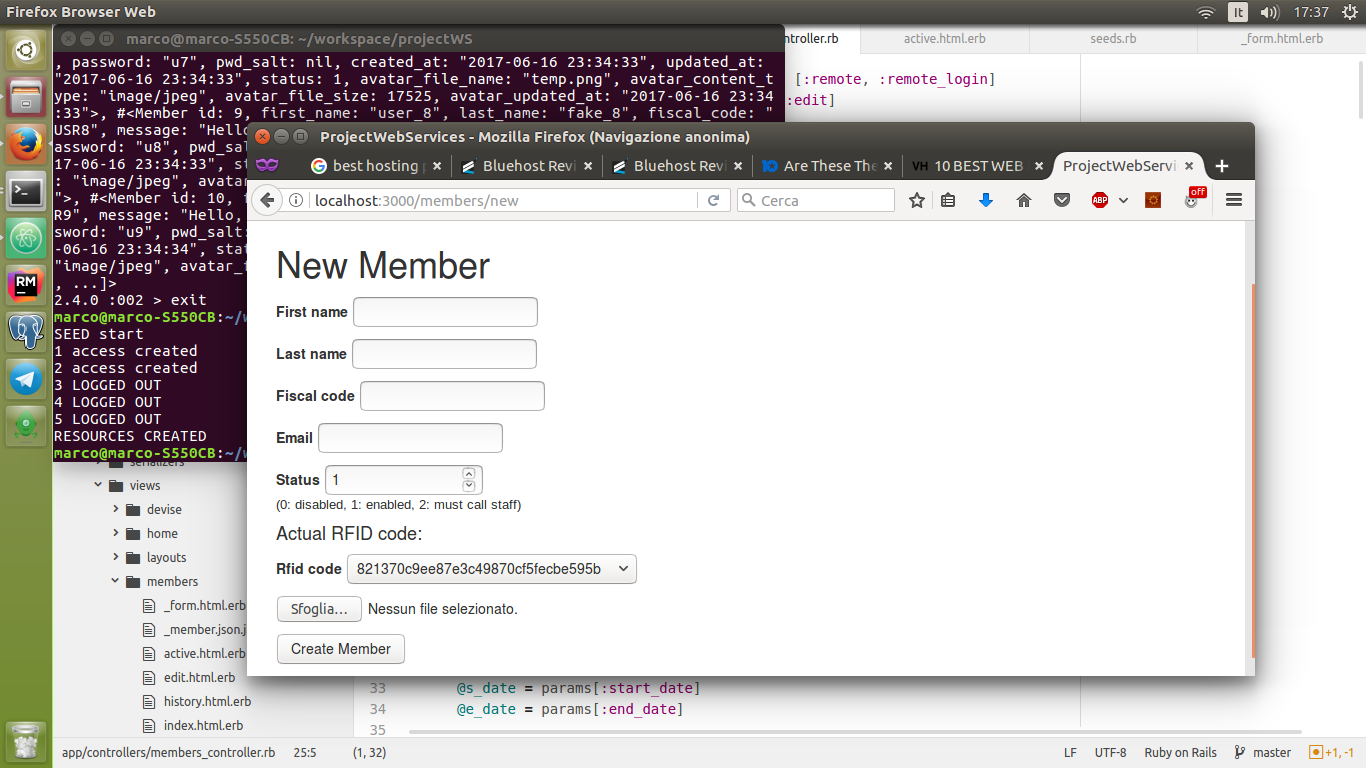 Firefox Browser Web
It
17:37
marco@marco-S550CB: ~/workspace/projectWS
, password: "u7", pwd_salt: nil, created_at: "2017-06-16 23:34:33", updated_at:
"2017-06-16 23:34:33", status: 1, avatar_file_name: "temp.png", avatar_content_t
ype: "image/jpeg", avatar_file_size: 17525, avatar_updated_at: "2017-06-16 23:34
:33">, #<Member id: 9, first_name: "user_8", last_name: "fake_8", fiscal_code: "
USR8", message: "Hello
assword: "u8", pwd_sal
17-06-16 23:34:33", st
: "image/jpeg", avatar
">, #<Member id: 10, f
R9", message: "Hello,
sword: "u9", pwd_salt:
-06-16 23:34:34", stat
"image/jpeg", avatar_f
, ...]>
2.4.0 :002 > exit
marco@marco-S550CB:~/w
SEED start
1 access created
2 access created
3 LOGGED OUT
4 LOGGED OUT
5 LOGGED OUT
RESOURCES CREATED
marco@marco-S550CB:~/w
ntroller.rb
active.html.erb
seeds.rb
_form.html.erb
[:remote, :remote_login]
:edit]
ProjectWebServices - Mozilla Firefox (Navigazione anonima)
best hosting p
Bluehost Revi
Bluehost Revi
Are These The
VH 10 BEST WEB
ProjectWebServi
localhost:3000/members/new
Cerca
ABP
off
New Member
First name
Last name
Fiscal code
Email
Status 1
(0: disabled, 1: enabled, 2: must call staff)
Actual RFID code:
Rfid code 821370c9ee87e3c49870cf5fecbe595b
Sfoglia... Nessun file selezionato.
Create Member
RM
serializers
views
devise
home
layouts
members
_form.html.erb
_member.json.j
active.html.erb
edit.html.erb
history.html.erb
index.html.erb
33 @s_date = params[:start_date]
34 @e_date = params[:end_date]
35
app/controllers/members_controller.rb 25:5 (1, 32)
LF UTF-8 Ruby on Rails master +1, -1